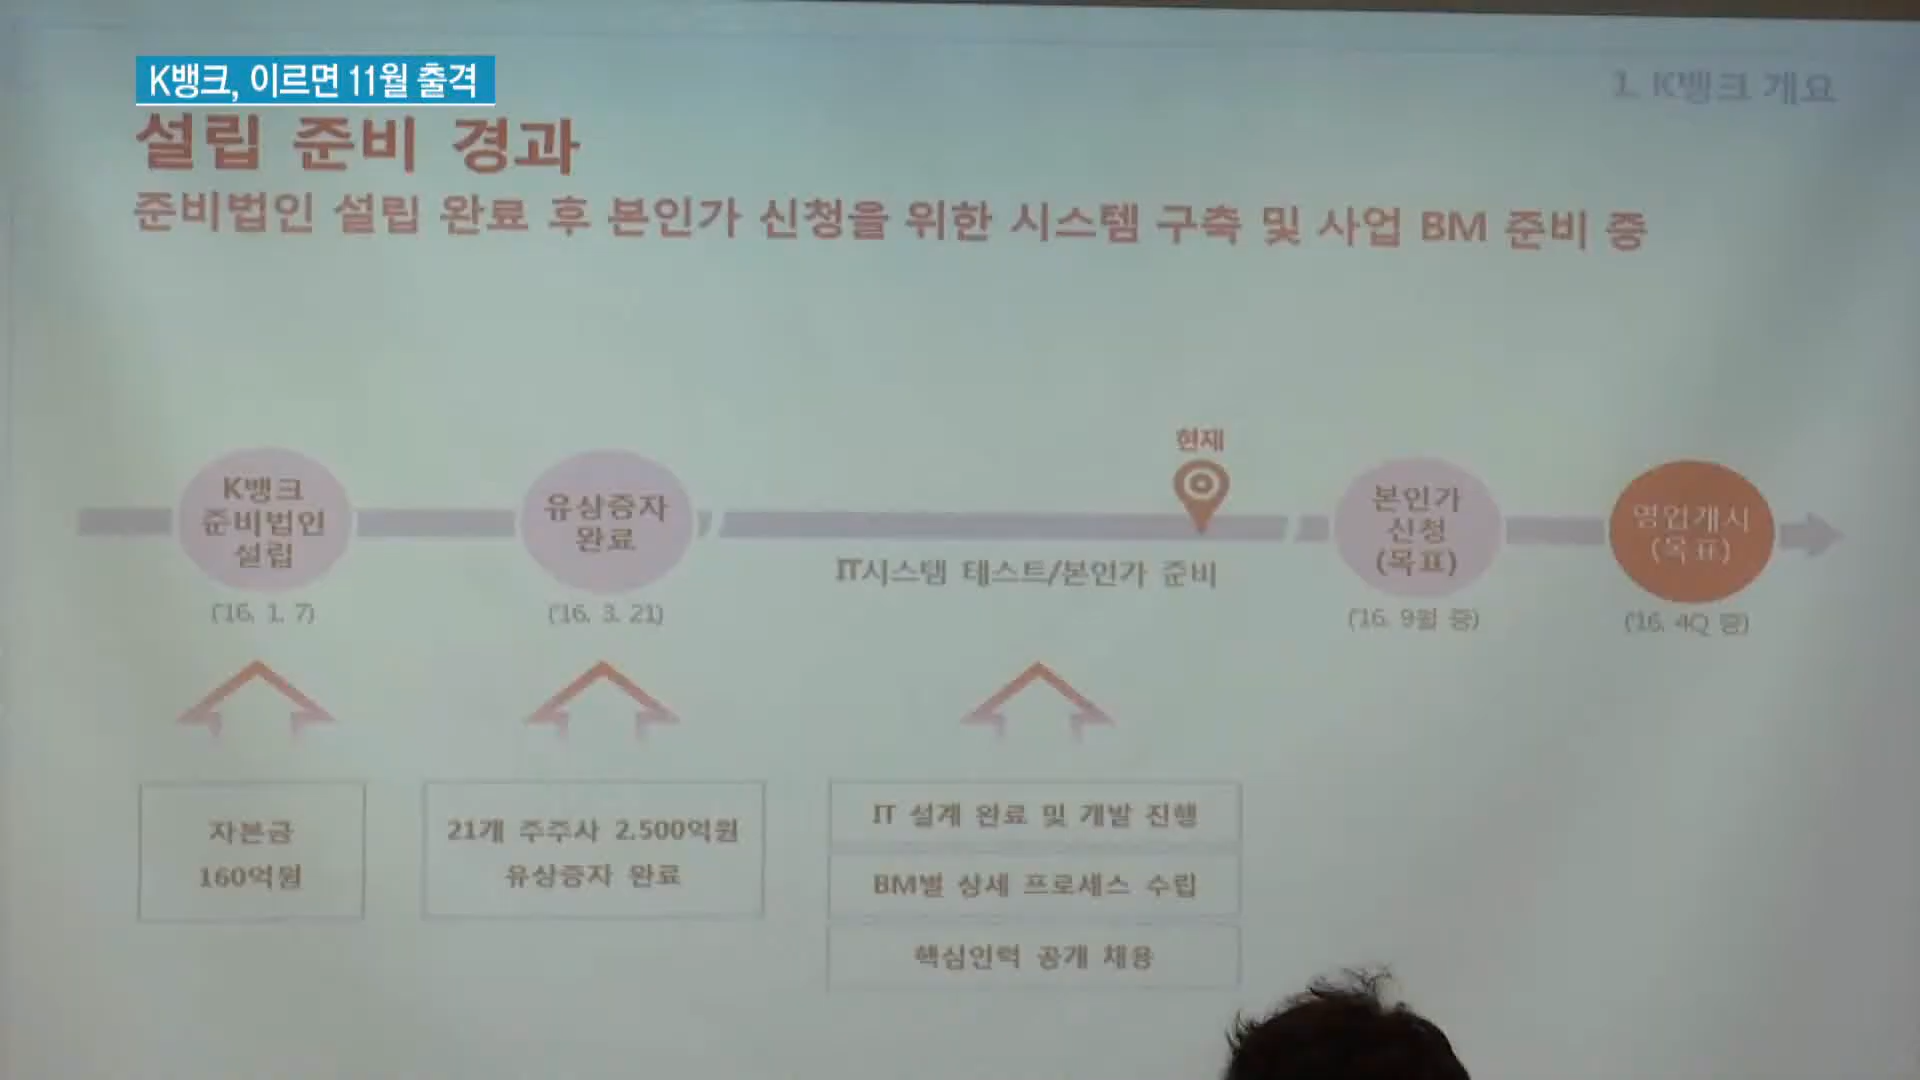 K뱅크, 이르면 11월 출격
1. K뱅크 개요
설립 준비 경과
준비법인 설립 완료 후 본인가 신청을 위한 시스템 구축 및 사업 BM 준비 중
현재
K뱅크
준비법인
설립
('16. 1. 7)
유상증자
완료
('16. 3. 21)
IT시스템 테스트/본인가 준비
본인가
신청
(목표)
('16. 9월 중)
영업개시
(목표)
('16. 4Q 말)
자본금
160억원
21개 주주사 2.500억원
유상증자 완료
IT 설계 완료 및 개발 진행
BM별 상세 프로세스 수립
핵심인력 공개 채용